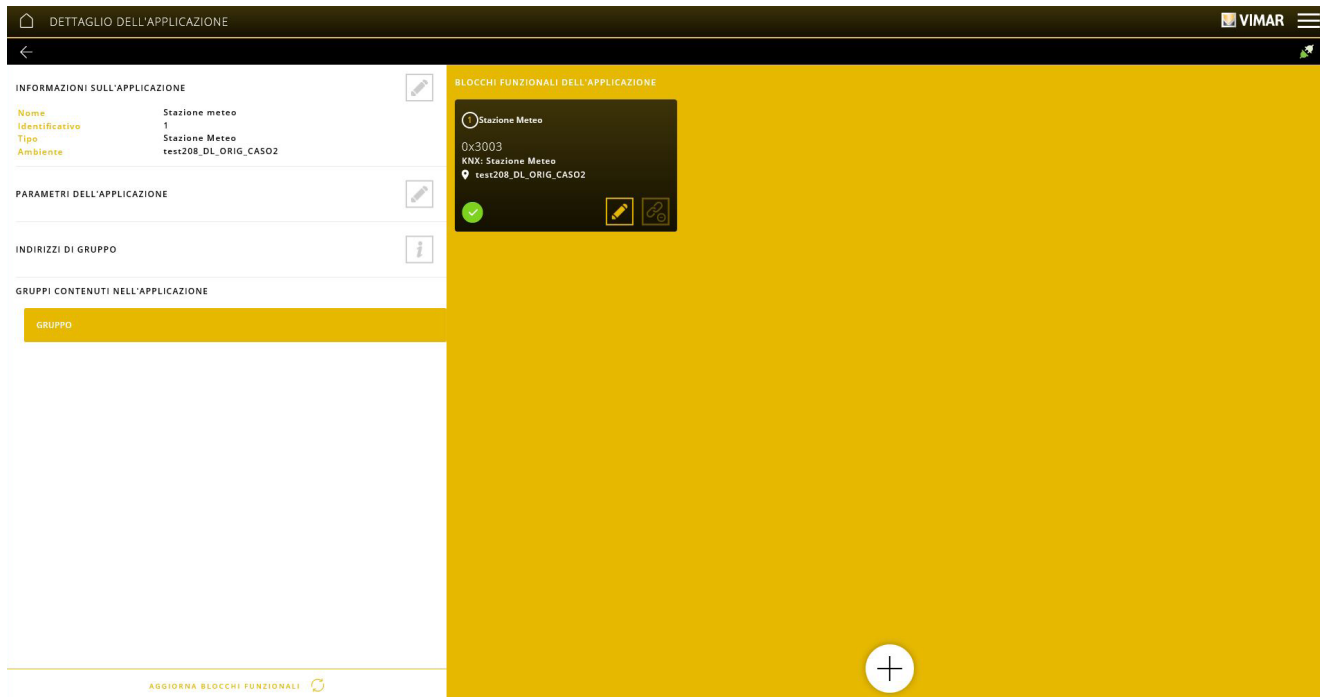 DETTAGLIO DELL'APPLICAZIONE
VIMAR
INFORMAZIONI SULL'APPLICAZIONE
Nome Stazione meteo
Identificativo 1
Tipo Stazione Meteo
Ambiente test208_DL_ORIG_CASO2
PARAMETRI DELL'APPLICAZIONE
INDIRIZZI DI GRUPPO
i
GRUPPI CONTENUTI NELL'APPLICAZIONE
GRUPPO
AGGIORNA BLOCCHI FUNZIONALI
BLOCCHI FUNZIONALI DELL'APPLICAZIONE
1 Stazione Meteo
0x3003
KNX: Stazione Meteo
test208_DL_ORIG_CASO2